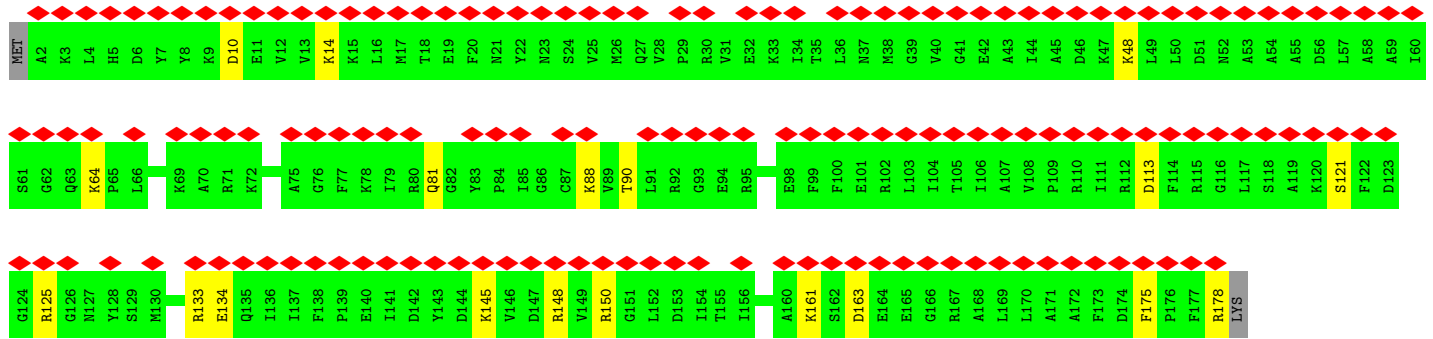 MET A2 K3 L4 H5 D6 Y7 Y8 K9 D10 E11 V12 V13 K14 K15 L16 M17 T18 E19 F20 N21 Y22 N23 S24 V25 M26 Q27 V28 P29 R30 V31 E32 K33 I34 T35 L36 N37 M38 G39 V40 G41 E42 A43 I44 A45 D46 K47 K48 L49 L50 D51 N52 A53 A54 A55 D56 L57 A58 A59 I60
S61 G62 Q63 K64 P65 L66 K69 A70 R71 K72 A75 G76 F77 K78 I79 R80 Q81 G82 Y83 P84 I85 G86 C87 K88 V89 T90 L91 R92 G93 E94 R95 E98 F99 F100 E101 R102 L103 I104 T105 I106 A107 V108 P109 R110 I111 R112 D113 F114 R115 G116 L117 S118 A119 K120 S121 F122 D123
G124 R125 G126 N127 Y128 S129 M130 R133 E134 Q135 I136 I137 F138 P139 E140 I141 D142 Y143 D144 K145 V146 D147 R148 V149 R150 G151 L152 D153 I154 T155 I156 A160 K161 S162 D163 E164 E165 G166 R167 A168 L169 L170 A171 A172 F173 D174 F175 P176 F177 R178 LYS